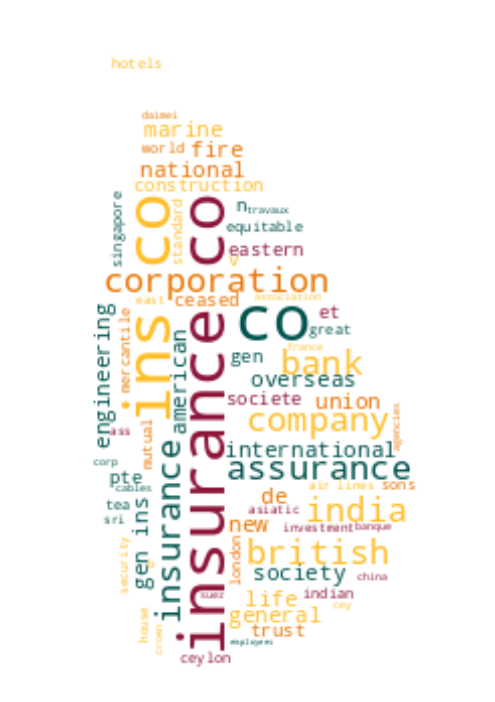 hotels
daimei
marine
world fire
national
construction
singapore
ins co
standard
insurance co
n travaux
equitable
eastern
v
corporation
east ceased association
engineering
mercantile
american
co et
great
france
gen bank
overseas
societe union
company
agencies
ass
mutual
international
corp
assurance
pte
cables
air lines sons
de
tea
asiatic india
sri
gen ins
insurance
new investment banque
british
security
london
society china
suez indian
life cey
house
general
crown
trust
employees
ceylon